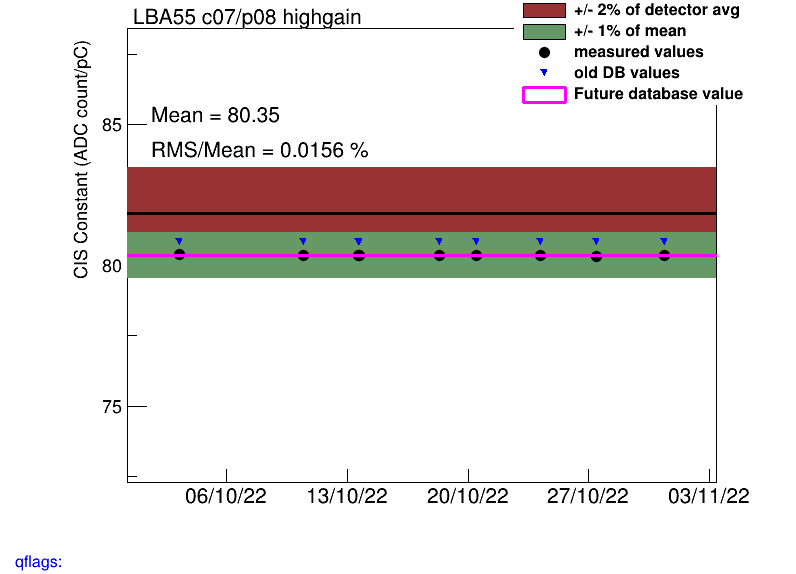 LBA55 c07/p08 highgain
+/- 2% of detector avg
+/- 1% of mean
measured values
old DB values
Future database value
Mean = 80.35
RMS/Mean = 0.0156 %
CIS Constant (ADC count/pC)
85
80
75
06/10/22 13/10/22 20/10/22 27/10/22 03/11/22
qflags: